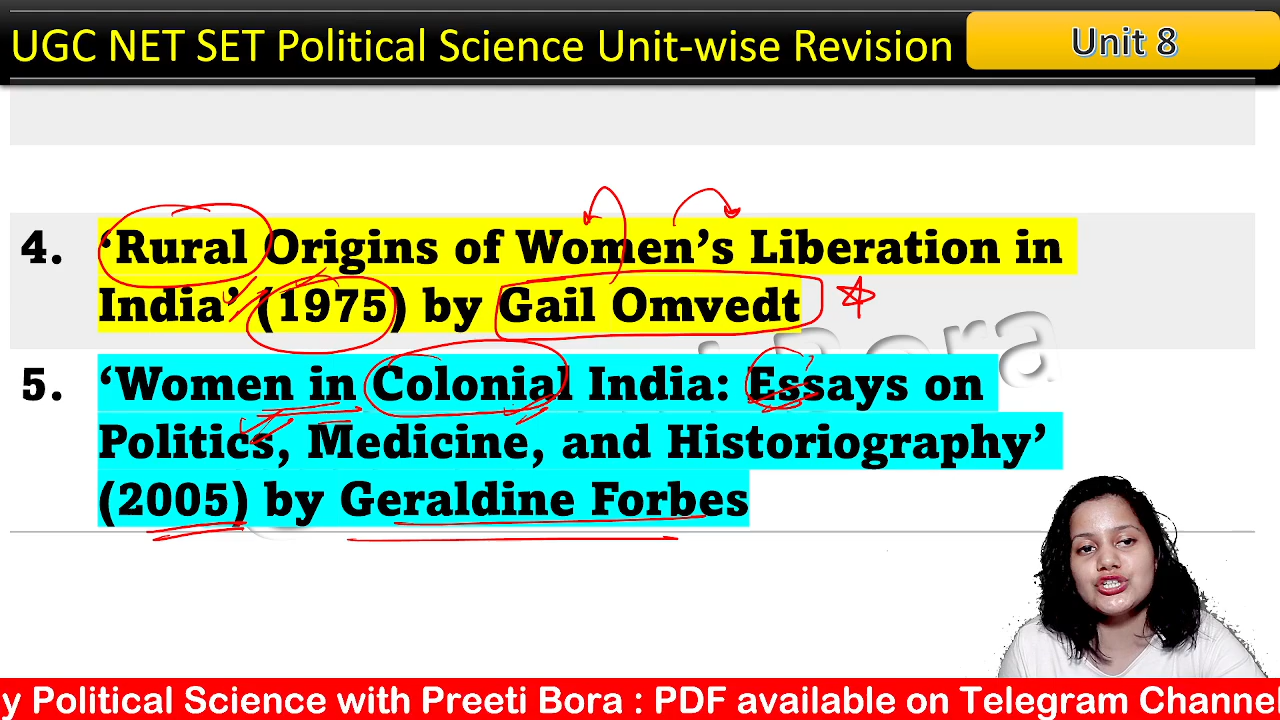 UGC NET SET Political Science Unit-wise Revision
Unit 8
4. ‘Rural Origins of Women’s Liberation in
India’ (1975) by Gail Omvedt
5. ‘Women in Colonial India: Essays on
Politics, Medicine, and Historiography’
(2005) by Geraldine Forbes
Bora
y Political Science with Preeti Bora : PDF available on Telegram Channel